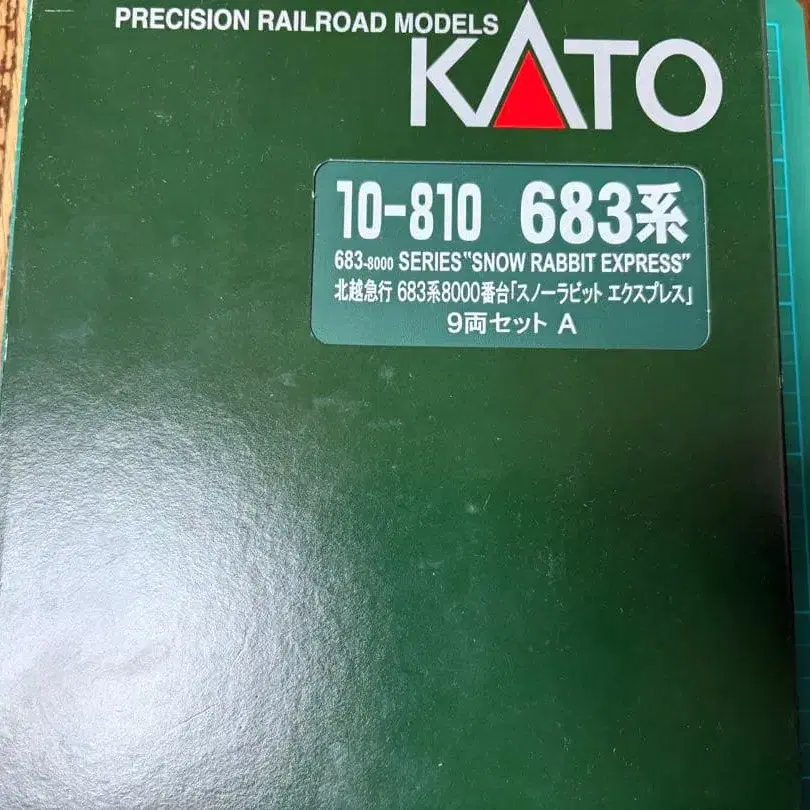 PRECISION RAILROAD MODELS
KATO
10-810 683系
683-8000 SERIES "SNOW RABBIT EXPRESS"
北越急行 683系8000番台「スノーラビット エクスプレス」
9両セット A